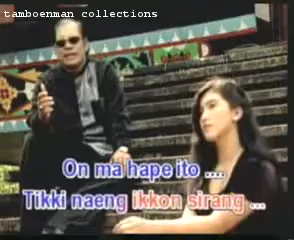 tamboenman collections
On ma hape ito ....
Tikki naeng ikkon sirang ...